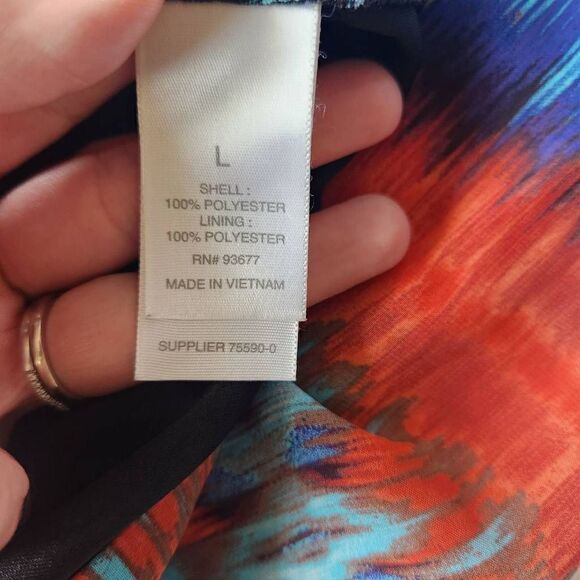 L
SHELL :
100% POLYESTER
LINING :
100% POLYESTER
RN# 93677
MADE IN VIETNAM
SUPPLIER 75590-0